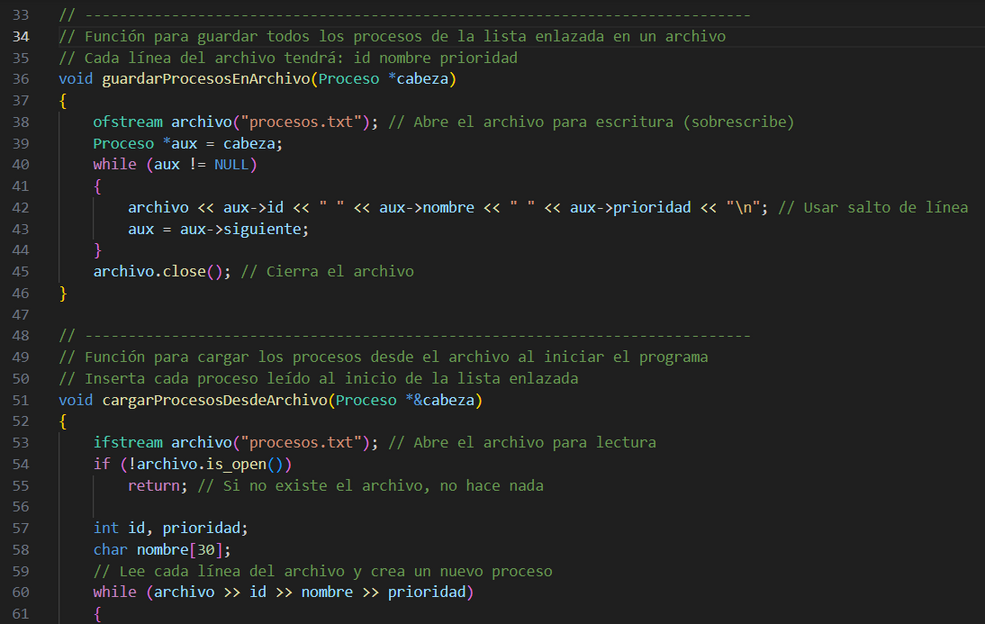 33 // -----------------------------------------------------------------------------
34 // Función para guardar todos los procesos de la lista enlazada en un archivo
35 // Cada línea del archivo tendrá: id nombre prioridad
36 void guardarProcesosEnArchivo(Proceso *cabeza)
37 {
38     ofstream archivo("procesos.txt"); // Abre el archivo para escritura (sobrescribe)
39     Proceso *aux = cabeza;
40     while (aux != NULL)
41     {
42         archivo << aux->id << " " << aux->nombre << " " << aux->prioridad << "\n"; // Usar salto de línea
43         aux = aux->siguiente;
44     }
45     archivo.close(); // Cierra el archivo
46 }
47
48 // -----------------------------------------------------------------------------
49 // Función para cargar los procesos desde el archivo al iniciar el programa
50 // Inserta cada proceso leído al inicio de la lista enlazada
51 void cargarProcesosDesdeArchivo(Proceso *&cabeza)
52 {
53     ifstream archivo("procesos.txt"); // Abre el archivo para lectura
54     if (!archivo.is_open())
55         return; // Si no existe el archivo, no hace nada
56
57     int id, prioridad;
58     char nombre[30];
59     // Lee cada línea del archivo y crea un nuevo proceso
60     while (archivo >> id >> nombre >> prioridad)
61     {